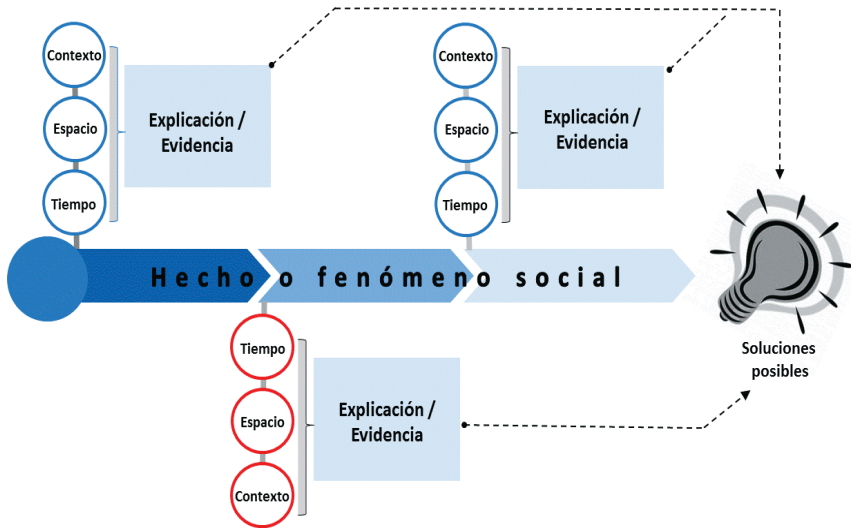 Contexto
Espacio
Tiempo
Explicación /
Evidencia
Contexto
Espacio
Tiempo
Explicación /
Evidencia
Hecho o fenómeno social
Tiempo
Espacio
Contexto
Explicación /
Evidencia
Soluciones
posibles